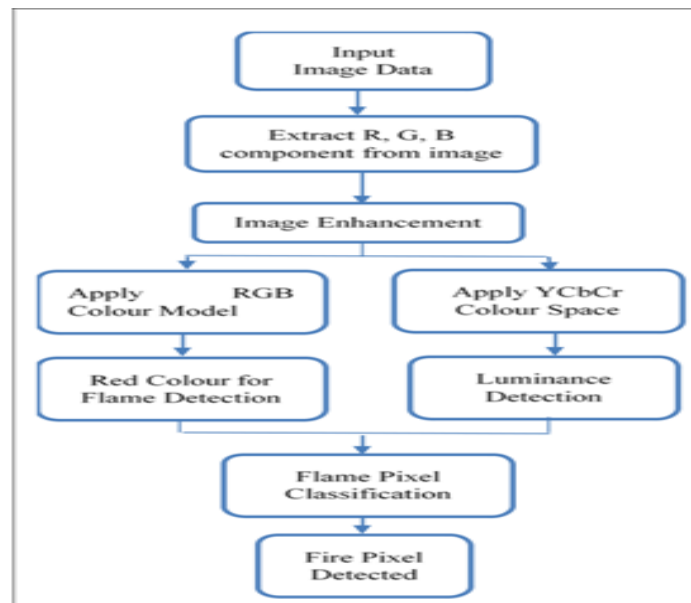 Input
Image Data
Extract R, G, B
component from image
Image Enhancement
Apply RGB
Colour Model
Apply YCbCr
Colour Space
Red Colour for
Flame Detection
Luminance
Detection
Flame Pixel
Classification
Fire Pixel
Detected